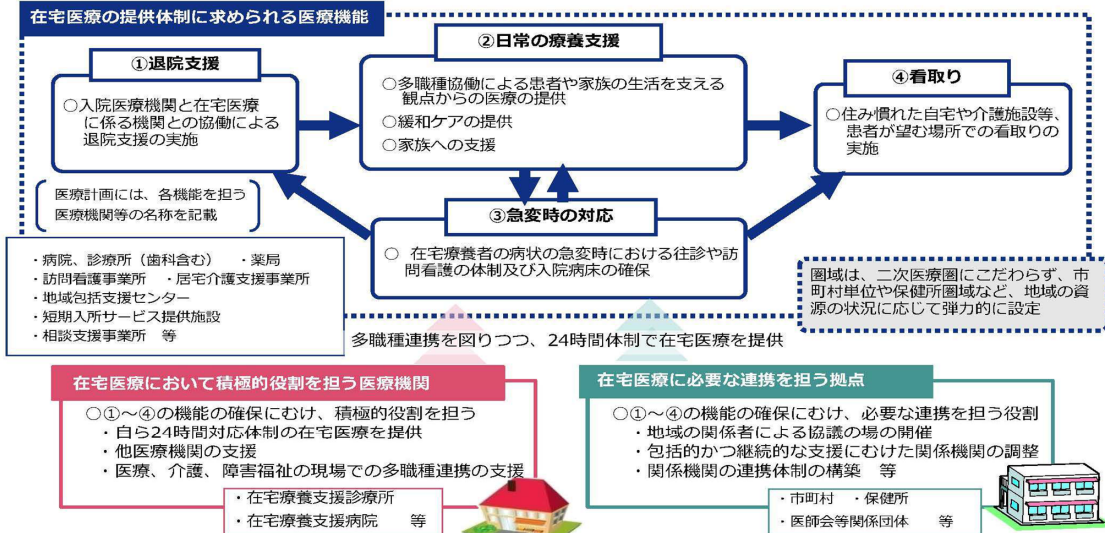 在宅医療の提供体制に求められる医療機能
①退院支援
○入院医療機関と在宅医療
に係る機関との協働による
退院支援の実施
②日常の療養支援
○多職種協働による患者や家族の生活を支える
観点からの医療の提供
○緩和ケアの提供
○家族への支援
④看取り
○住み慣れた自宅や介護施設等、
患者が望む場所での看取りの
実施
③急変時の対応
○ 在宅療養者の病状の急変時における往診や訪
問看護の体制及び入院病床の確保
医療計画には、各機能を担う
医療機関等の名称を記載
・病院、診療所（歯科含む） ・薬局
・訪問看護事業所 ・居宅介護支援事業所
・地域包括支援センター
・短期入所サービス提供施設
・相談支援事業所 等
圏域は、二次医療圏にこだわらず、市
町村単位や保健所圏域など、地域の資
源の状況に応じて弾力的に設定
多職種連携を図りつつ、24時間体制で在宅医療を提供
在宅医療において積極的役割を担う医療機関
○①～④の機能の確保にむけ、積極的役割を担う
・自ら24時間対応体制の在宅医療を提供
・他医療機関の支援
・医療、介護、障害福祉の現場での多職種連携の支援
・在宅療養支援診療所
・在宅療養支援病院 等
在宅医療に必要な連携を担う拠点
○①～④の機能の確保にむけ、必要な連携を担う役割
・地域の関係者による協議の場の開催
・包括的かつ継続的な支援にむけた関係機関の調整
・関係機関の連携体制の構築 等
・市町村 ・保健所
・医師会等関係団体 等